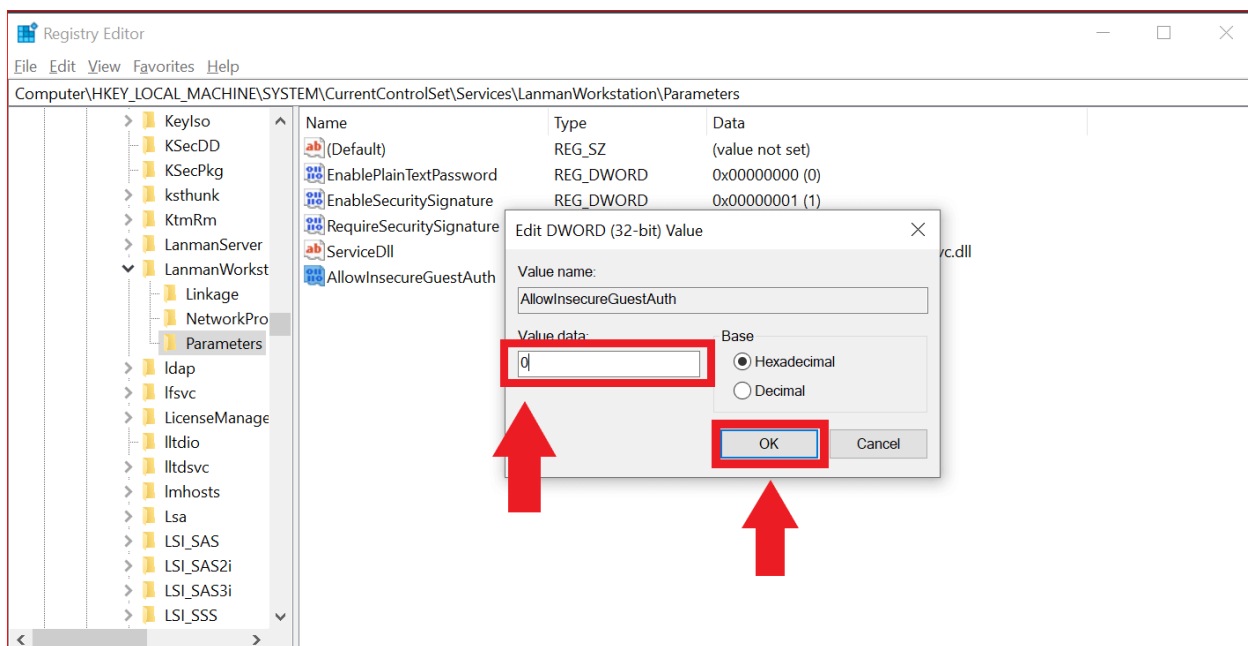 Registry Editor
File Edit View Favorites Help
Computer\HKEY_LOCAL_MACHINE\SYSTEM\CurrentControlSet\Services\LanmanWorkstation\Parameters
KeyIso
KSecDD
KSecPkg
ksthunk
KtmRm
LanmanServer
LanmanWorkst
Linkage
NetworkPro
Parameters
ldap
lfsvc
LicenseManage
lltdio
lltdsvc
lmhosts
Lsa
LSI_SAS
LSI_SAS2i
LSI_SAS3i
LSI_SSS
Name Type Data
(Default) REG_SZ (value not set)
EnablePlainTextPassword REG_DWORD 0x00000000 (0)
EnableSecuritySignature REG_DWORD 0x00000001 (1)
RequireSecuritySignature
ServiceDll vc.dll
AllowInsecureGuestAuth
Edit DWORD (32-bit) Value
Value name:
AllowInsecureGuestAuth
Value data:
0
Base
Hexadecimal
Decimal
OK Cancel